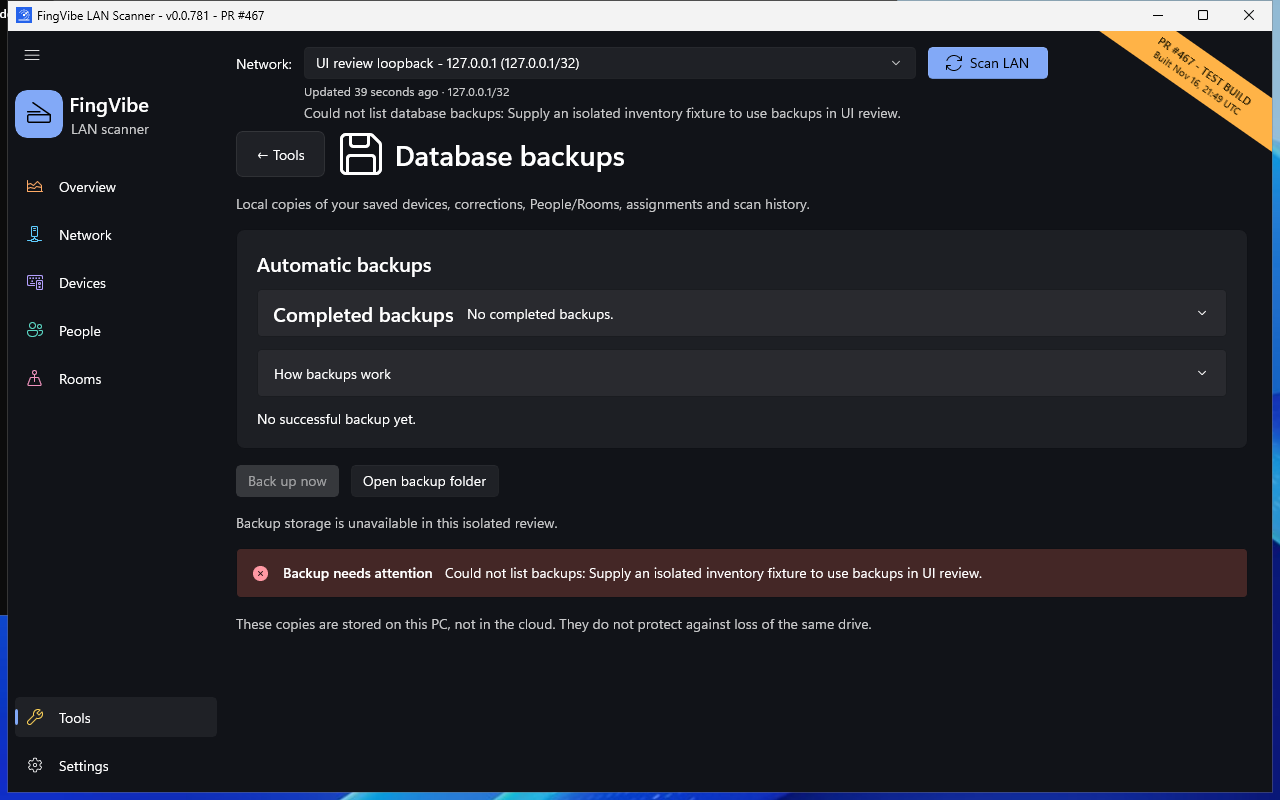 FingVibe LAN Scanner - v0.0.781 - PR #467
Network:
UI review loopback - 127.0.0.1 (127.0.0.1/32)
Scan LAN
PR #467 - TEST BUILD
Built Nov 16, 21:49 UTC
Updated 39 seconds ago · 127.0.0.1/32
Could not list database backups: Supply an isolated inventory fixture to use backups in UI review.
FingVibe
LAN scanner
← Tools
Database backups
Local copies of your saved devices, corrections, People/Rooms, assignments and scan history.
Overview
Network
Devices
People
Rooms
Automatic backups
Completed backups No completed backups.
How backups work
No successful backup yet.
Back up now
Open backup folder
Backup storage is unavailable in this isolated review.
Backup needs attention Could not list backups: Supply an isolated inventory fixture to use backups in UI review.
These copies are stored on this PC, not in the cloud. They do not protect against loss of the same drive.
Tools
Settings